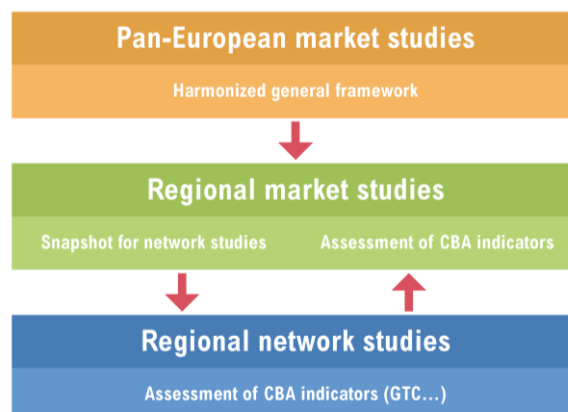 Pan-European market studies
Harmonized general framework
Regional market studies
Snapshot for network studies Assessment of CBA indicators
Regional network studies
Assessment of CBA indicators (GTC...)